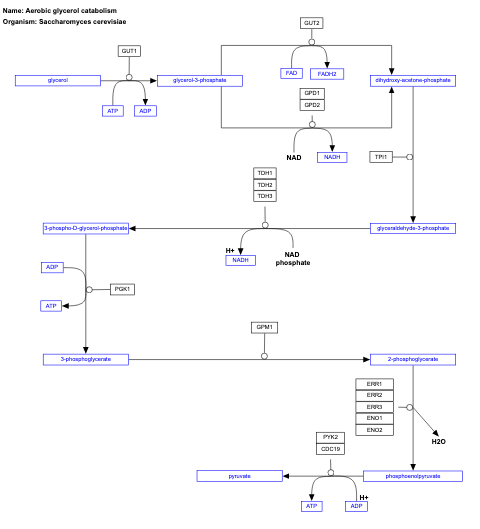 Name: Aerobic glycerol catabolism
Organism: Saccharomyces cerevisiae
GUT2
GUT1
glycerol
glycerol-3-phosphate
FAD
FADH2
dihydroxy-acetone-phosphate
ATP
ADP
GPD1
GPD2
NAD
NADH
TPI1
TDH1
TDH2
TDH3
3-phospho-D-glycerol-phosphate
glyceraldehyde-3-phosphate
H+
NADH
NAD
phosphate
ADP
PGK1
ATP
GPM1
3-phosphoglycerate
2-phosphoglycerate
ERR1
ERR2
ERR3
ENO1
ENO2
H2O
PYK2
CDC19
pyruvate
phosphoenolpyruvate
H+
ATP
ADP